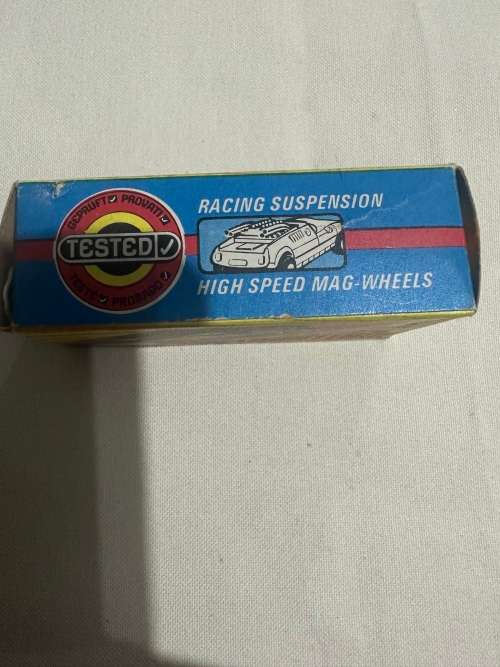 GEPRÜFT PROVATI
TESTED
TESTÉ PROBADO
RACING SUSPENSION
HIGH SPEED MAG-WHEELS